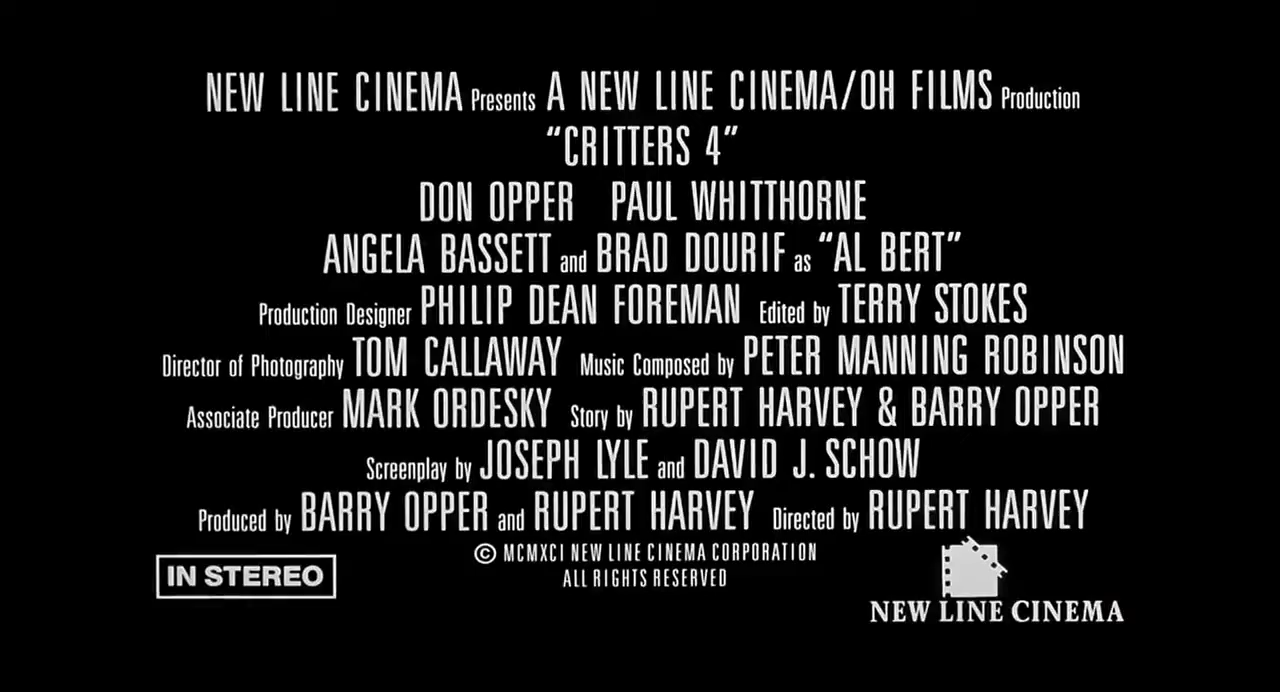 NEW LINE CINEMA Presents A NEW LINE CINEMA/OH FILMS Production
“CRITTERS 4”
DON OPPER PAUL WHITTHORNE
ANGELA BASSETT and BRAD DOURIF as “AL BERT”
Production Designer PHILIP DEAN FOREMAN Edited by TERRY STOKES
Director of Photography TOM CALLAWAY Music Composed by PETER MANNING ROBINSON
Associate Producer MARK ORDESKY Story by RUPERT HARVEY & BARRY OPPER
Screenplay by JOSEPH LYLE and DAVID J. SCHOW
Produced by BARRY OPPER and RUPERT HARVEY Directed by RUPERT HARVEY
© MCMXCI NEW LINE CINEMA CORPORATION
ALL RIGHTS RESERVED
IN STEREO
NEW LINE CINEMA